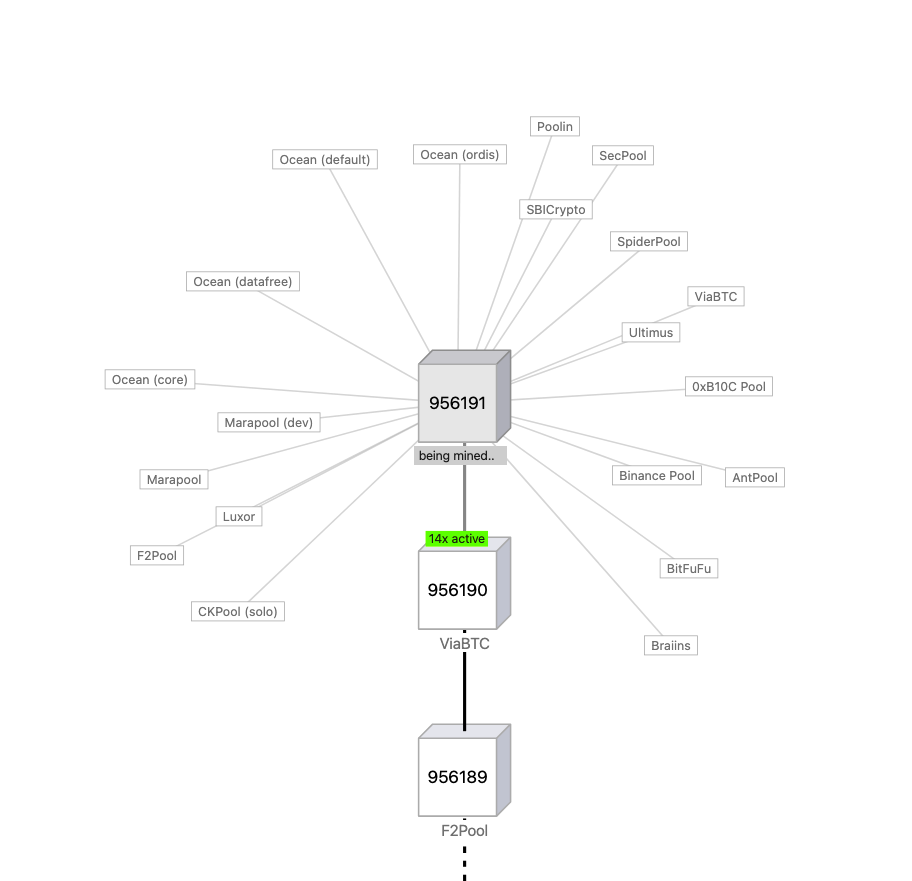 Poolin
Ocean (ordis)
SecPool
Ocean (default)
SBICrypto
SpiderPool
Ocean (datafree)
ViaBTC
Ultimus
Ocean (core)
0xB10C Pool
956191
Marapool (dev)
being mined..
Binance Pool
AntPool
Marapool
Luxor
14x active
F2Pool
BitFuFu
956190
CKPool (solo)
ViaBTC
Braiins
956189
F2Pool